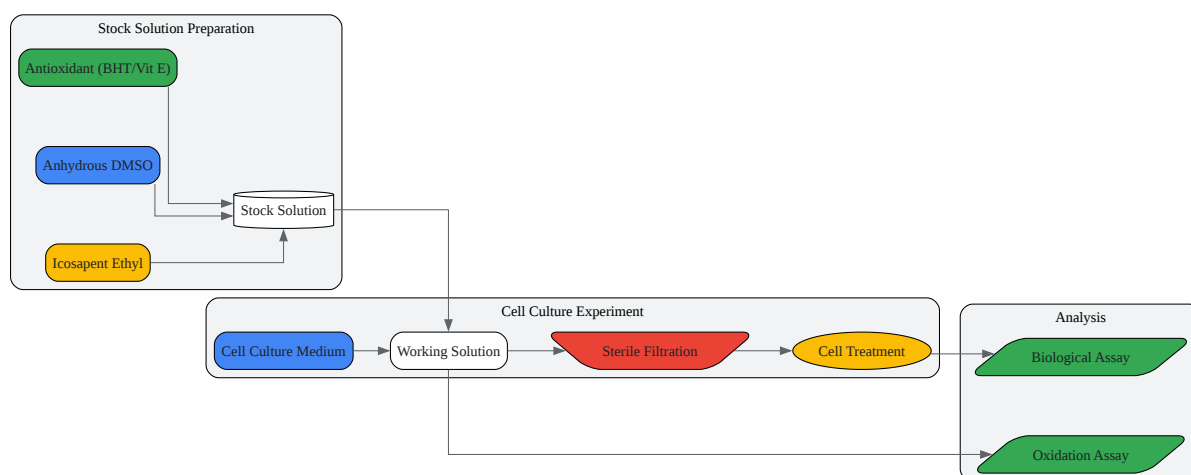 Stock Solution Preparation
Antioxidant (BHT/Vit E)
Anhydrous DMSO
Stock Solution
Icosapent Ethyl
Cell Culture Experiment
Cell Culture Medium
Working Solution
Sterile Filtration
Cell Treatment
Analysis
Biological Assay
Oxidation Assay